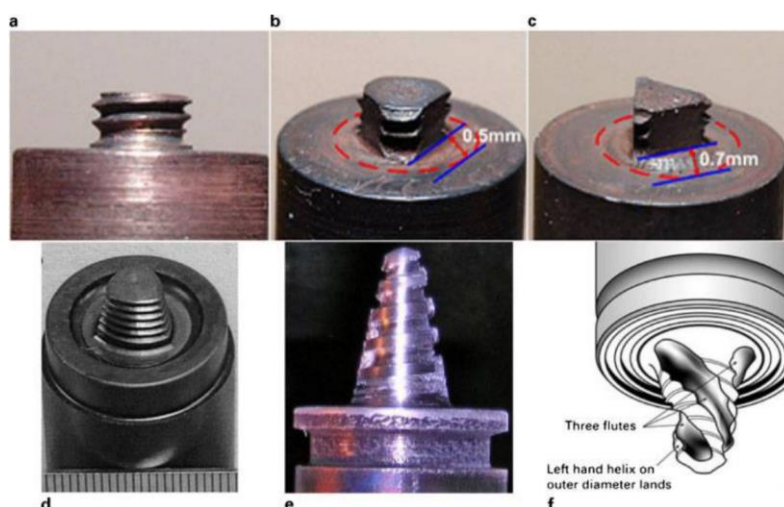 a
b
c
0.5mm
0.7mm
Three flutes
Left hand helix on
outer diameter lands
d
e
f